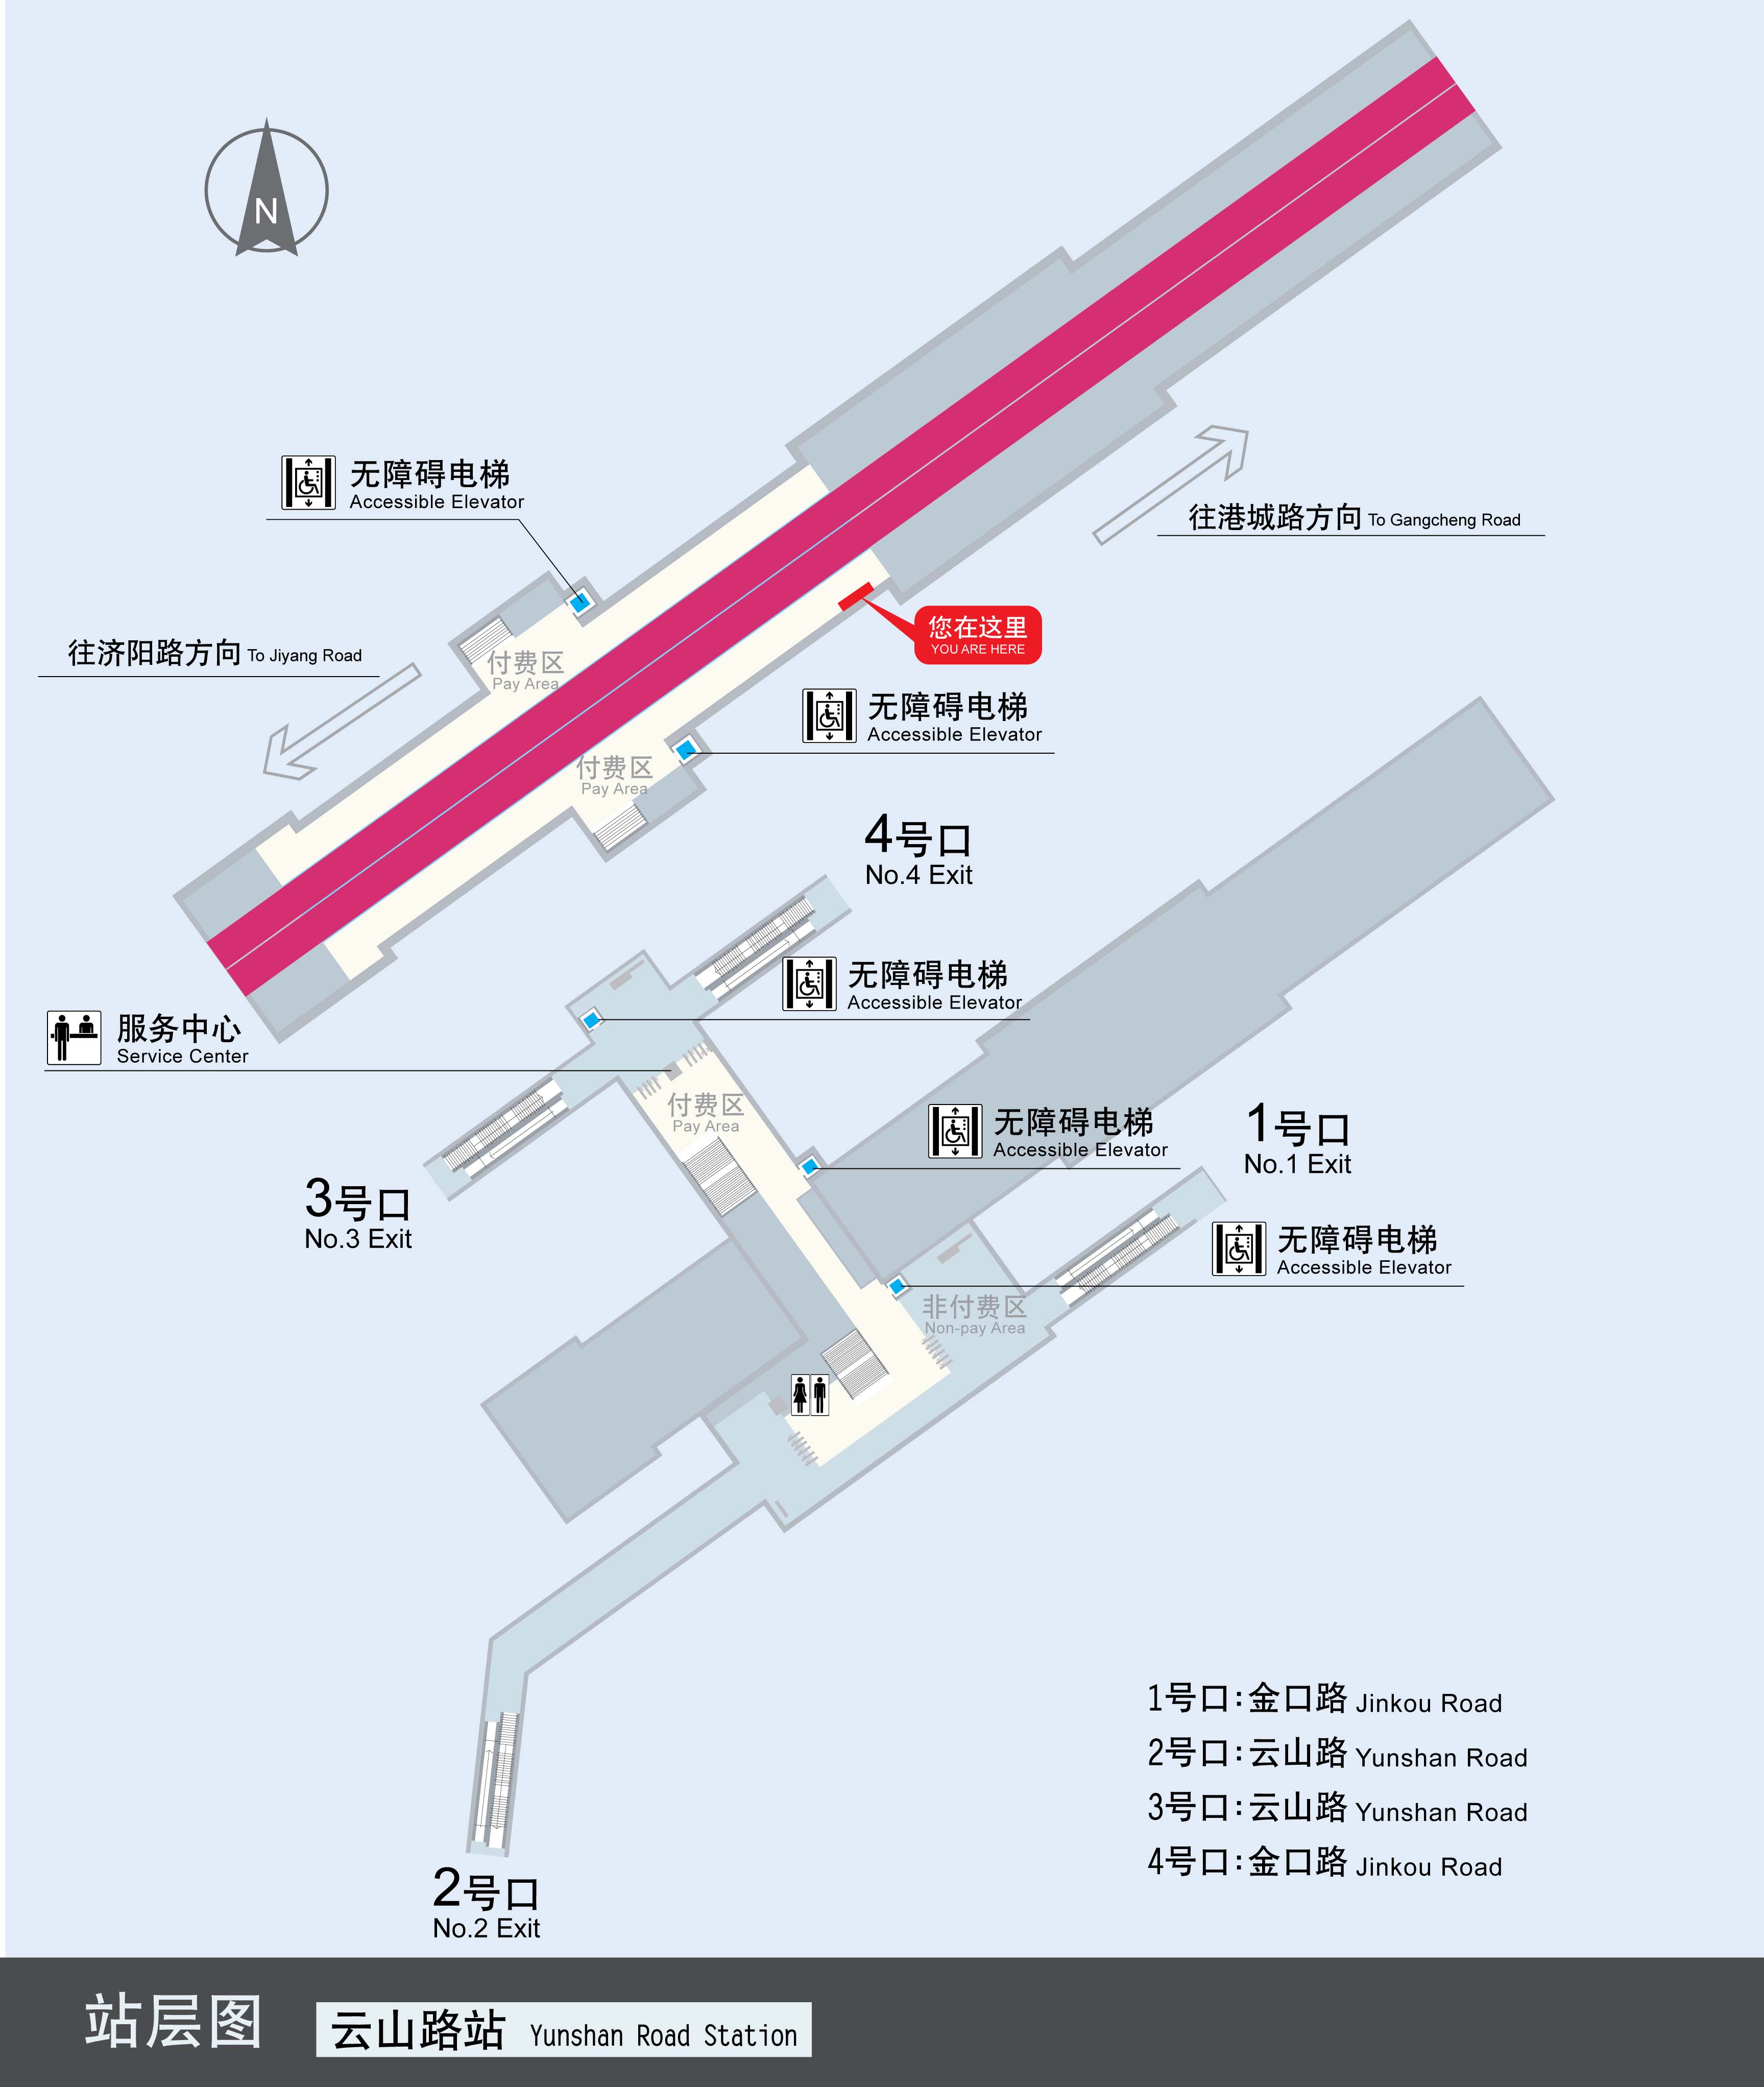 N
无障碍电梯
Accessible Elevator
往港城路方向 To Gangcheng Road
您在这里
YOU ARE HERE
往济阳路方向 To Jiyang Road
付费区
Pay Area
无障碍电梯
Accessible Elevator
付费区
Pay Area
4号口
No.4 Exit
无障碍电梯
Accessible Elevator
服务中心
Service Center
付费区
Pay Area
无障碍电梯
Accessible Elevator
1号口
No.1 Exit
3号口
No.3 Exit
无障碍电梯
Accessible Elevator
非付费区
Non-pay Area
1号口:金口路 Jinkou Road
2号口:云山路 Yunshan Road
3号口:云山路 Yunshan Road
4号口:金口路 Jinkou Road
2号口
No.2 Exit
站层图 云山路站 Yunshan Road Station